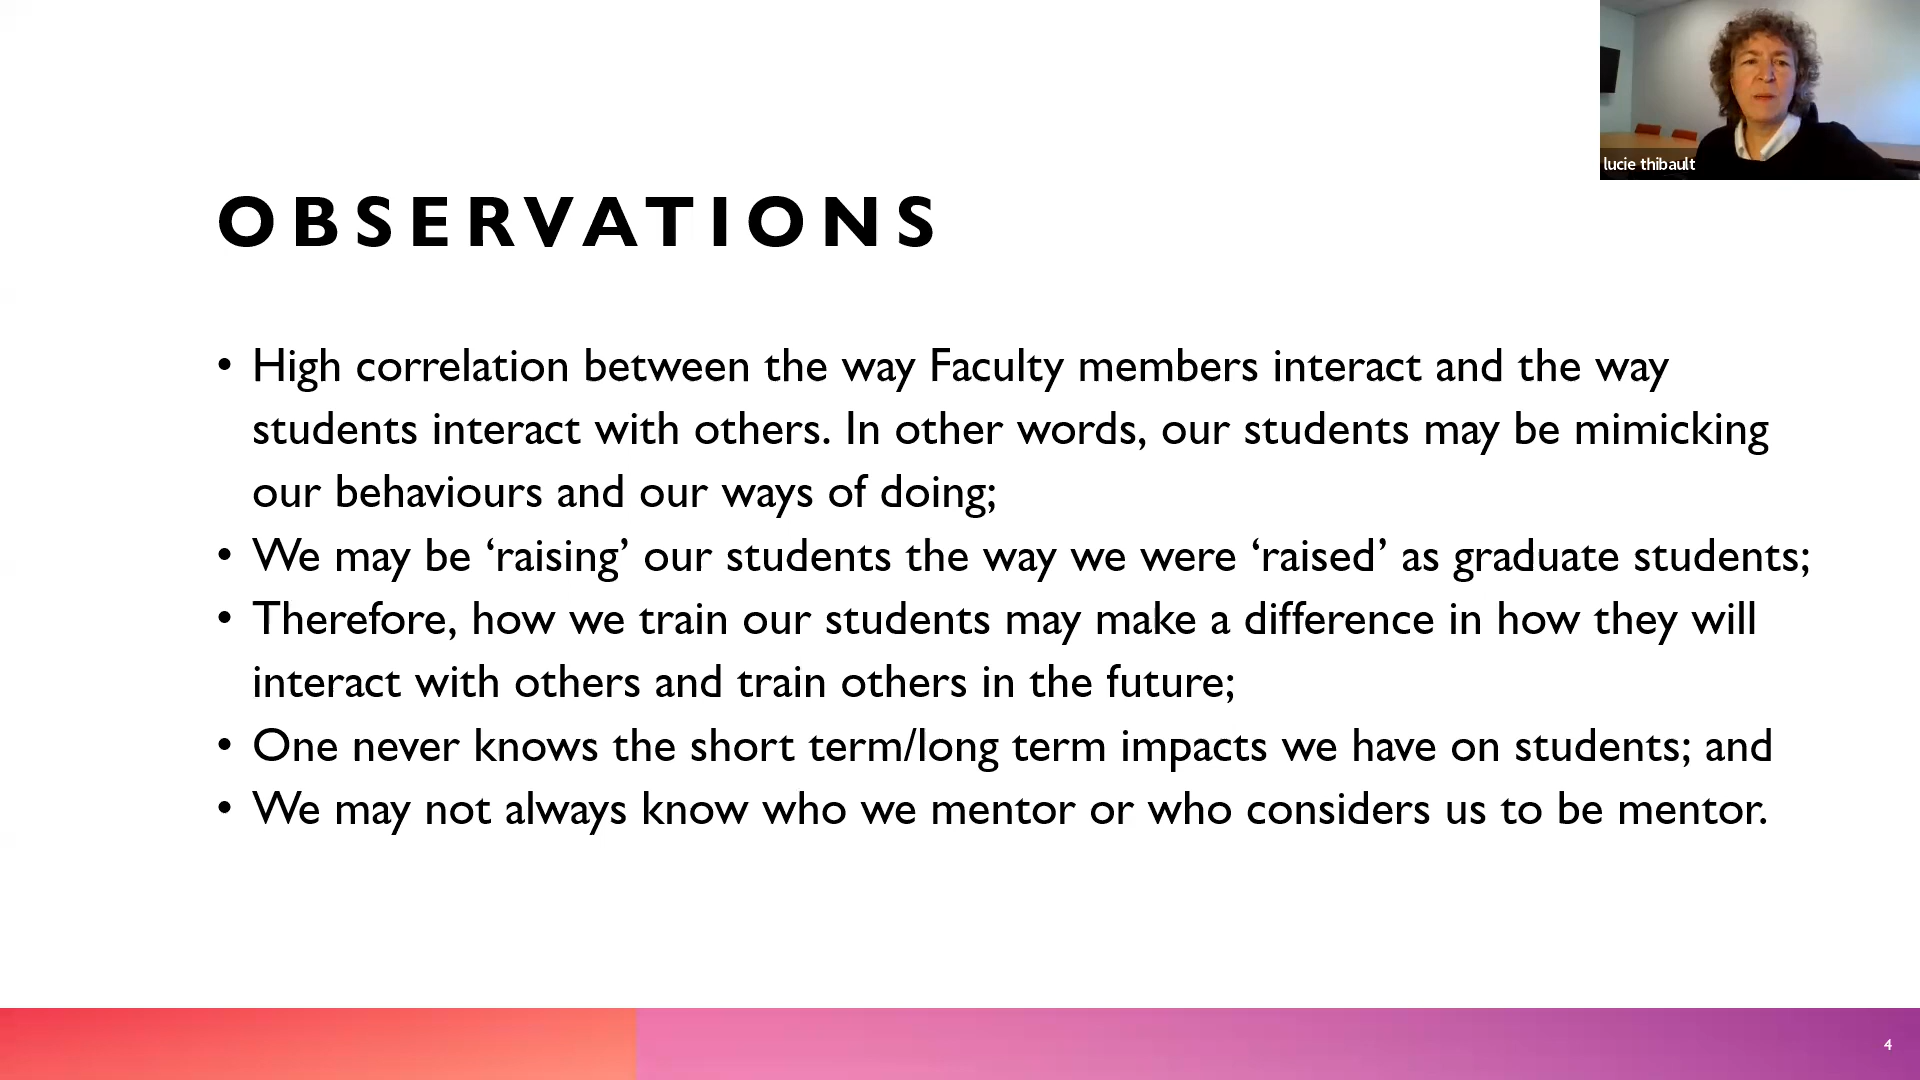 lucie thibault
OBSERVATIONS
• High correlation between the way Faculty members interact and the way
students interact with others. In other words, our students may be mimicking
our behaviours and our ways of doing;
• We may be ‘raising’ our students the way we were ‘raised’ as graduate students;
• Therefore, how we train our students may make a difference in how they will
interact with others and train others in the future;
• One never knows the short term/long term impacts we have on students; and
• We may not always know who we mentor or who considers us to be mentor.
4